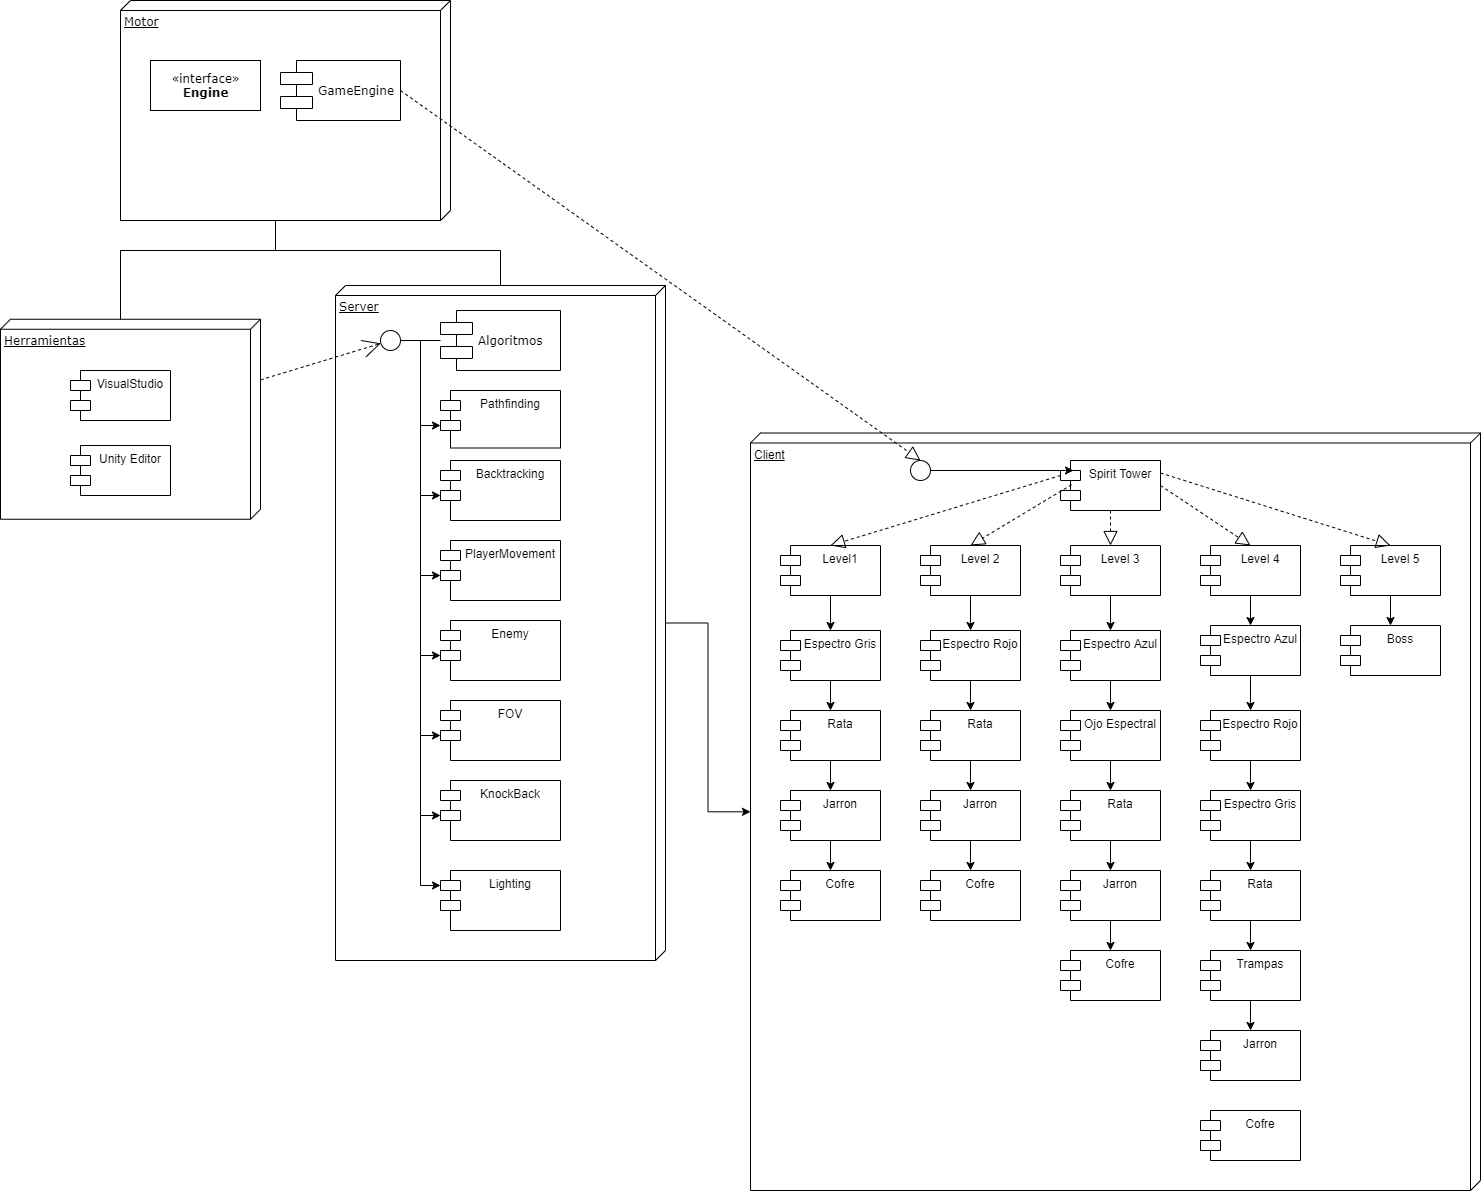 Motor
«interface»
Engine
GameEngine
Herramientas
VisualStudio
Unity Editor
Server
Algoritmos
Pathfinding
Backtracking
PlayerMovement
Enemy
FOV
KnockBack
Lighting
Client
Spirit Tower
Level1
Espectro Gris
Rata
Jarron
Cofre
Level 2
Espectro Rojo
Rata
Jarron
Cofre
Level 3
Espectro Azul
Ojo Espectral
Rata
Jarron
Cofre
Level 4
Espectro Azul
Espectro Rojo
Espectro Gris
Rata
Trampas
Jarron
Cofre
Level 5
Boss